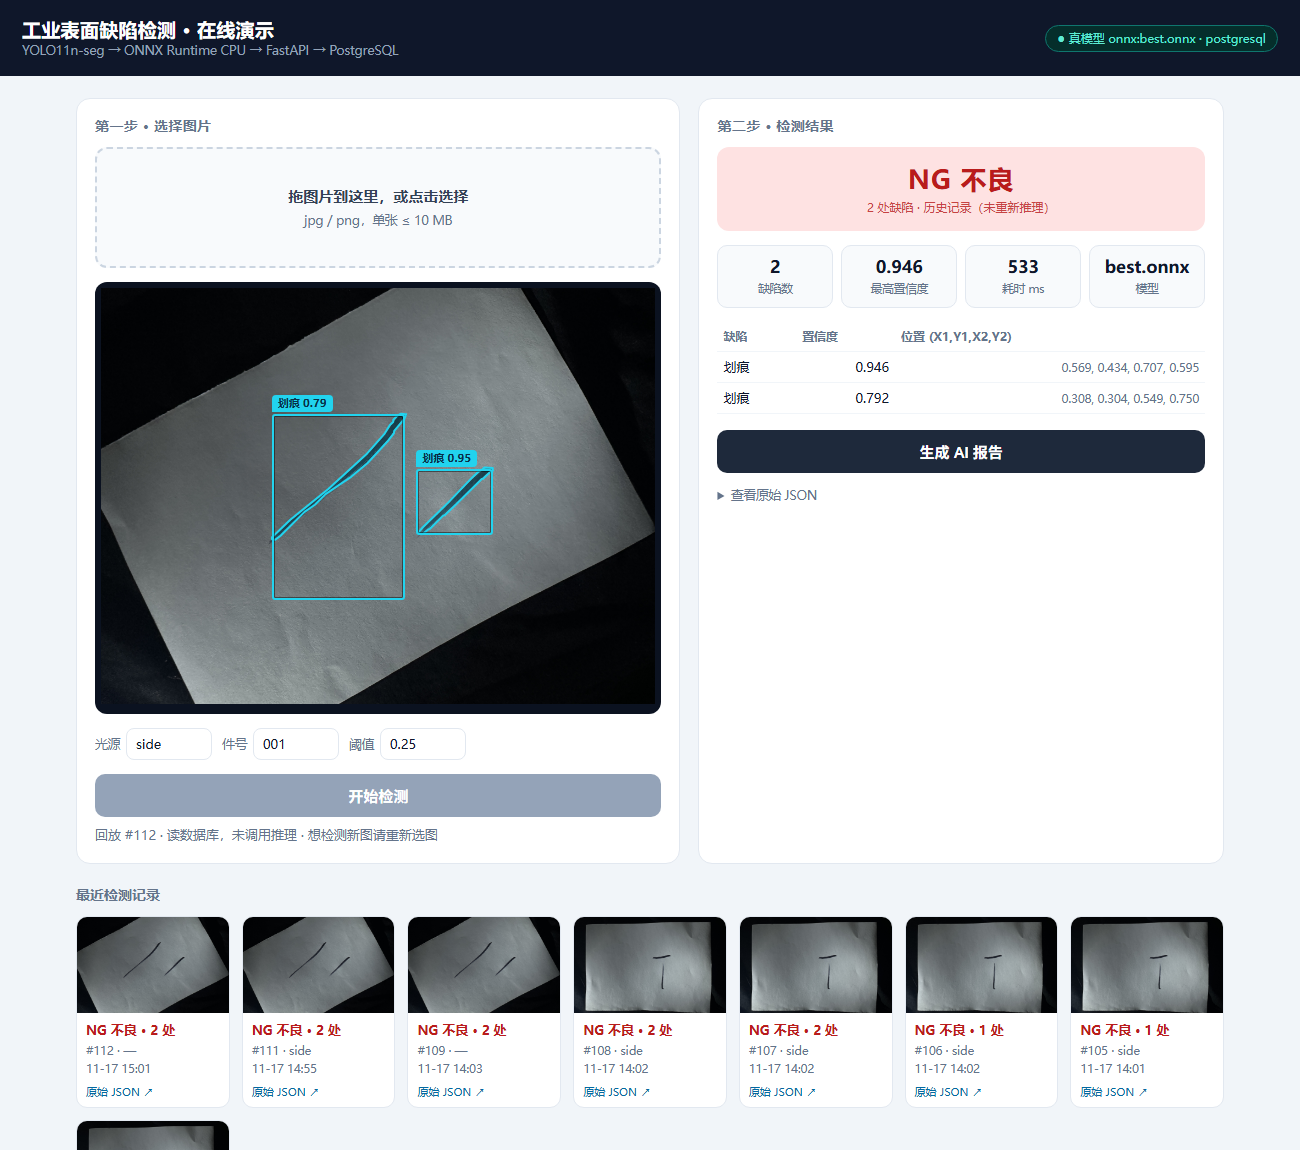 工业表面缺陷检测 • 在线演示
YOLO11n-seg → ONNX Runtime CPU → FastAPI → PostgreSQL
● 真模型 onnx:best.onnx · postgresql
第一步 • 选择图片
拖图片到这里，或点击选择
jpg / png，单张 ≤ 10 MB
划痕 0.79
划痕 0.95
光源 side 件号 001 阈值 0.25
开始检测
回放 #112 · 读数据库，未调用推理 · 想检测新图请重新选图
第二步 • 检测结果
NG 不良
2 处缺陷 · 历史记录（未重新推理）
2
缺陷数
0.946
最高置信度
533
耗时 ms
best.onnx
模型
缺陷 置信度 位置 (X1,Y1,X2,Y2)
划痕 0.946 0.569, 0.434, 0.707, 0.595
划痕 0.792 0.308, 0.304, 0.549, 0.750
生成 AI 报告
▶ 查看原始 JSON
最近检测记录
NG 不良 • 2 处
#112 · —
11-17 15:01
原始 JSON ↗
NG 不良 • 2 处
#111 · side
11-17 14:55
原始 JSON ↗
NG 不良 • 2 处
#109 · —
11-17 14:03
原始 JSON ↗
NG 不良 • 2 处
#108 · side
11-17 14:02
原始 JSON ↗
NG 不良 • 2 处
#107 · side
11-17 14:02
原始 JSON ↗
NG 不良 • 1 处
#106 · side
11-17 14:02
原始 JSON ↗
NG 不良 • 1 处
#105 · side
11-17 14:01
原始 JSON ↗